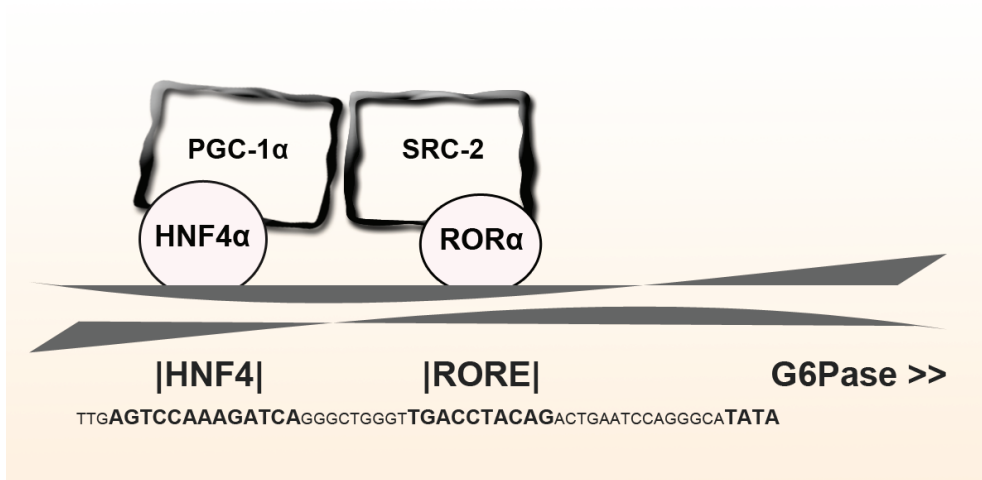 PGC-1α SRC-2
HNF4α RORα
|HNF4| |RORE| G6Pase >>
TTGAGTCCAAAGATCAGGGCTGGGTTGACCTACAGACTGAATCCAGGGCATATA